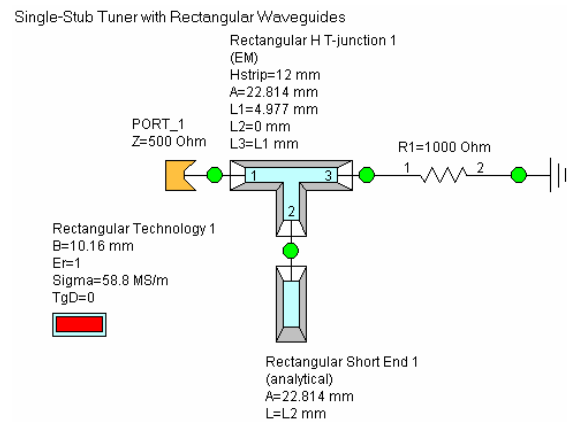 Single-Stub Tuner with Rectangular Waveguides
Rectangular H T-junction 1
(EM)
Hstrip=12 mm
A=22.814 mm
L1=4.977 mm
L2=0 mm
L3=L1 mm
PORT_1
Z=500 Ohm
R1=1000 Ohm
1 3 1 2
2
Rectangular Technology 1
B=10.16 mm
Er=1
Sigma=58.8 MS/m
TgD=0
Rectangular Short End 1
(analytical)
A=22.814 mm
L=L2 mm